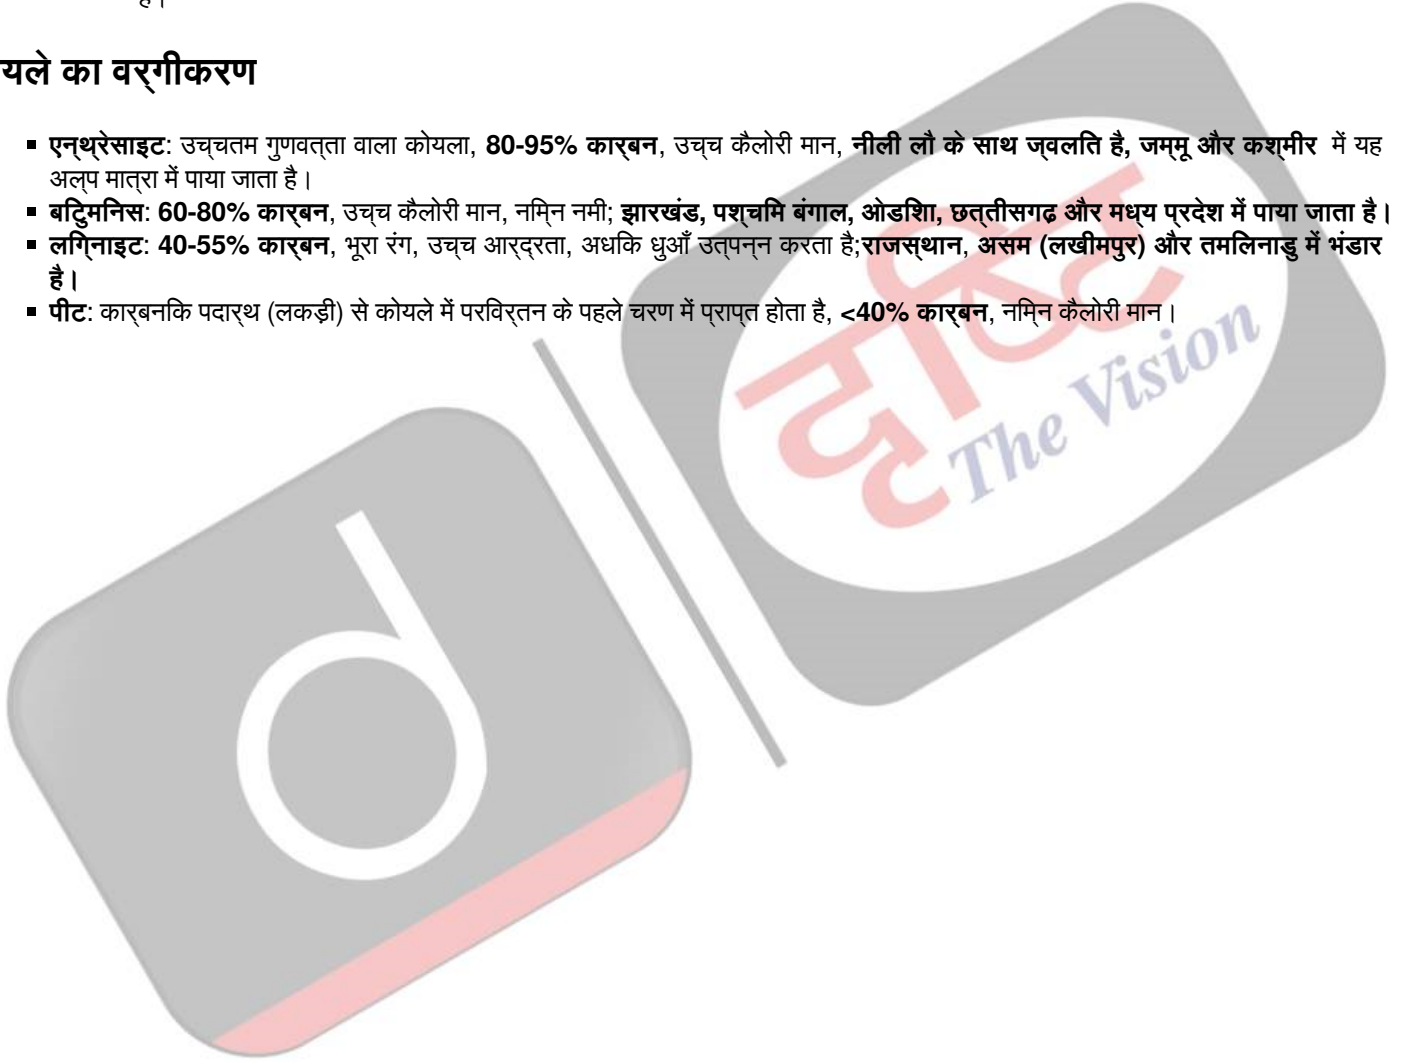 है।
यले का वर्गीकरण
▪ एन्थ्रेसाइट: उच्चतम गुणवत्ता वाला कोयला, 80-95% कार्बन, उच्च कैलोरी मान, नीली लौ के साथ ज्वलति है, जम्मू और कश्मीर में यह
अल्प मात्रा में पाया जाता है।
▪ बटुिमनिस: 60-80% कार्बन, उच्च कैलोरी मान, नमि्न नमी; झारखंड, पश्चमि बंगाल, ओडशिा, छत्तीसगढ़ और मध्य प्रदेश में पाया जाता है।
▪ लगि्नाइट: 40-55% कार्बन, भूरा रंग, उच्च आर्द्रता, अधकि धुआँ उत्पन्न करता है;राजस्थान, असम (लखीमपुर) और तमलिनाडु में भंडार
है।
▪ पीट: कार्बनकि पदार्थ (लकड़ी) से कोयले में परविर्तन के पहले चरण में प्राप्त होता है, <40% कार्बन, नमि्न कैलोरी मान।
दृष्टि
The Vision
d